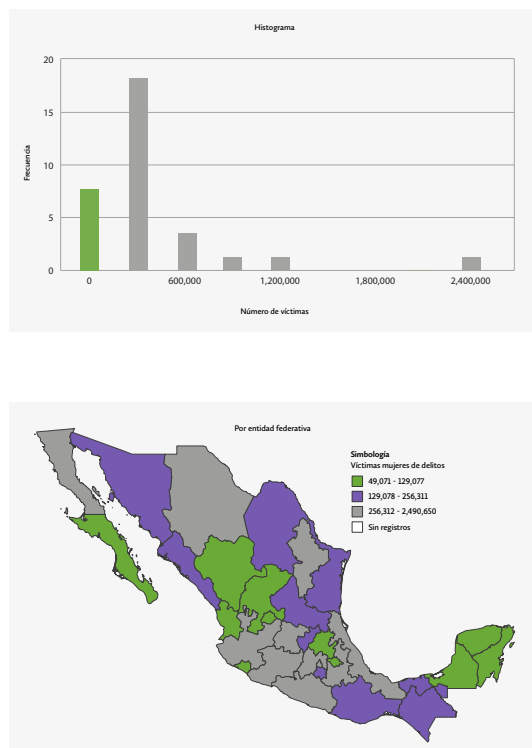 Histograma
20
15
10
5
0
Frecuencia
0
600,000
1,200,000
1,800,000
2,400,000
Número de víctimas
Por entidad federativa
Simbología
Víctimas mujeres de delitos
49,071 - 129,077
129,078 - 256,311
256,312 - 2,490,650
Sin registros